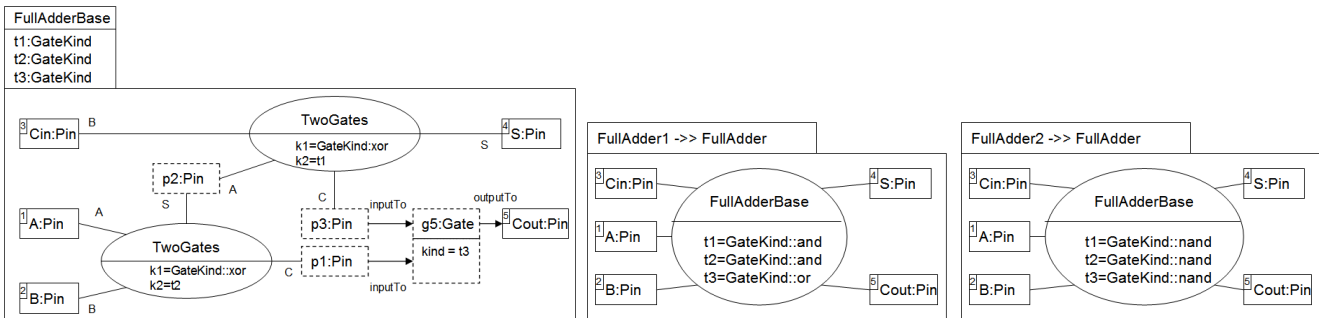 FullAdderBase
t1:GateKind
t2:GateKind
t3:GateKind
3 Cin:Pin
B
TwoGates
k1=GateKind:xor
k2=t1
4 S:Pin
S
p2:Pin
A
S
C
inputTo
outputTo
1 A:Pin
A
p3:Pin
g5:Gate
5 Cout:Pin
TwoGates
k1=GateKind::xor
k2=t2
C
p1:Pin
kind = t3
inputTo
2 B:Pin
B
FullAdder1 ->> FullAdder
3 Cin:Pin
4 S:Pin
FullAdderBase
1 A:Pin
t1=GateKind::and
t2=GateKind::and
t3=GateKind::or
2 B:Pin
5 Cout:Pin
FullAdder2 ->> FullAdder
3 Cin:Pin
4 S:Pin
FullAdderBase
1 A:Pin
t1=GateKind::nand
t2=GateKind::nand
t3=GateKind::nand
2 B:Pin
5 Cout:Pin